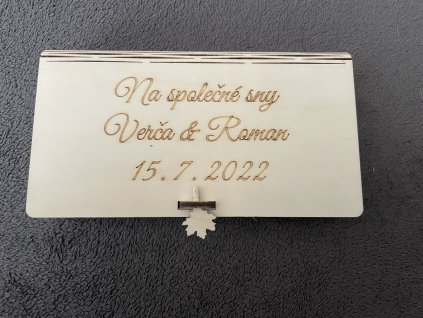 Na společné sny
Verča & Roman
15.7.2022